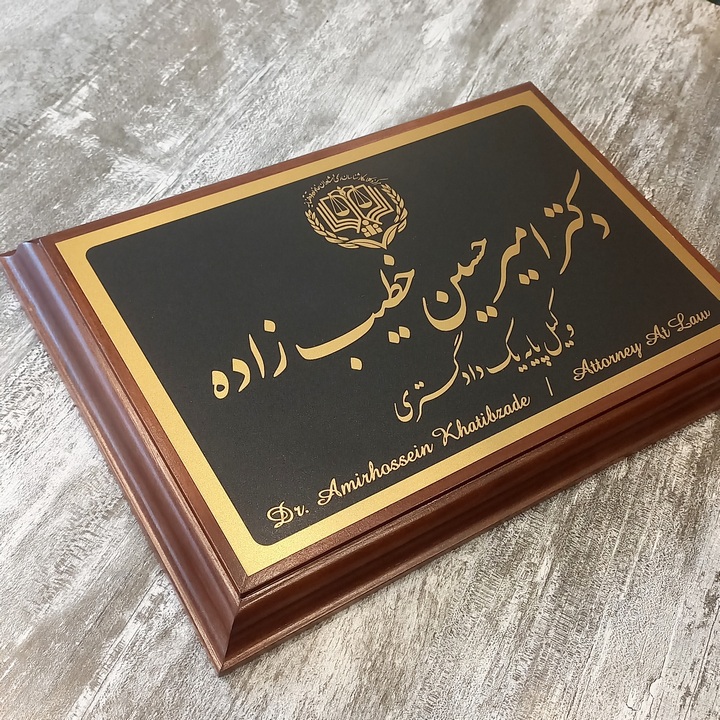 دکتر امیرحسین خطیب زاده
وکیل پایه یک دادگستری
Dr. Amirhossein Khatibzade | Attorney At Law